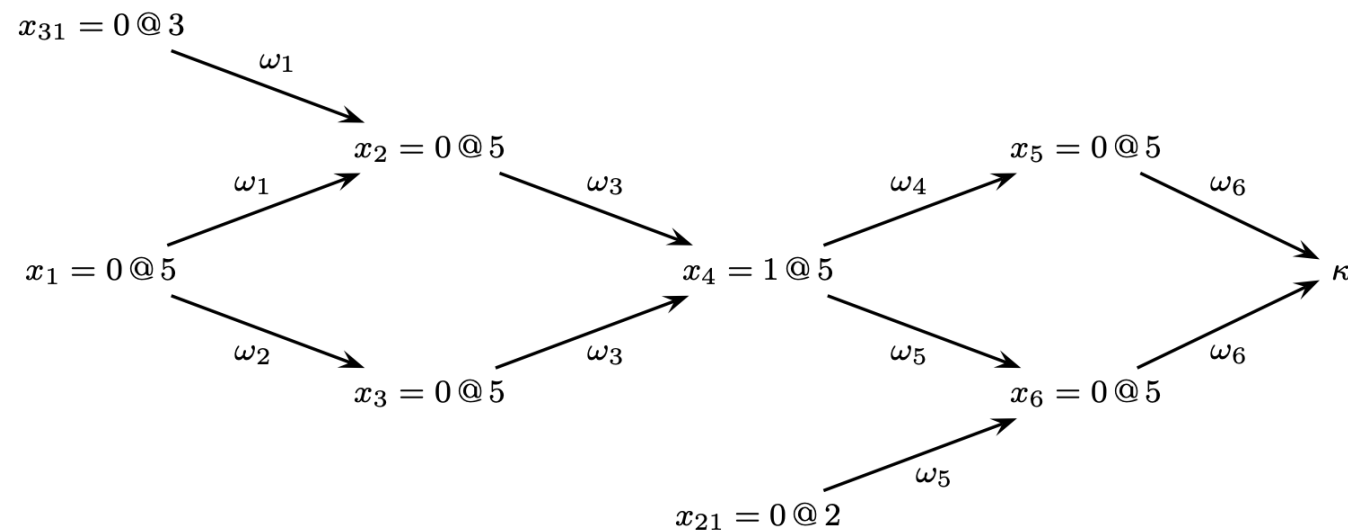 x₃₁ = 0 @ 3
ω₁
x₂ = 0 @ 5
x₅ = 0 @ 5
ω₁
ω₃
ω₄
ω₆
x₁ = 0 @ 5
x₄ = 1 @ 5
κ
ω₂
ω₃
ω₅
ω₆
x₃ = 0 @ 5
x₆ = 0 @ 5
ω₅
x₂₁ = 0 @ 2